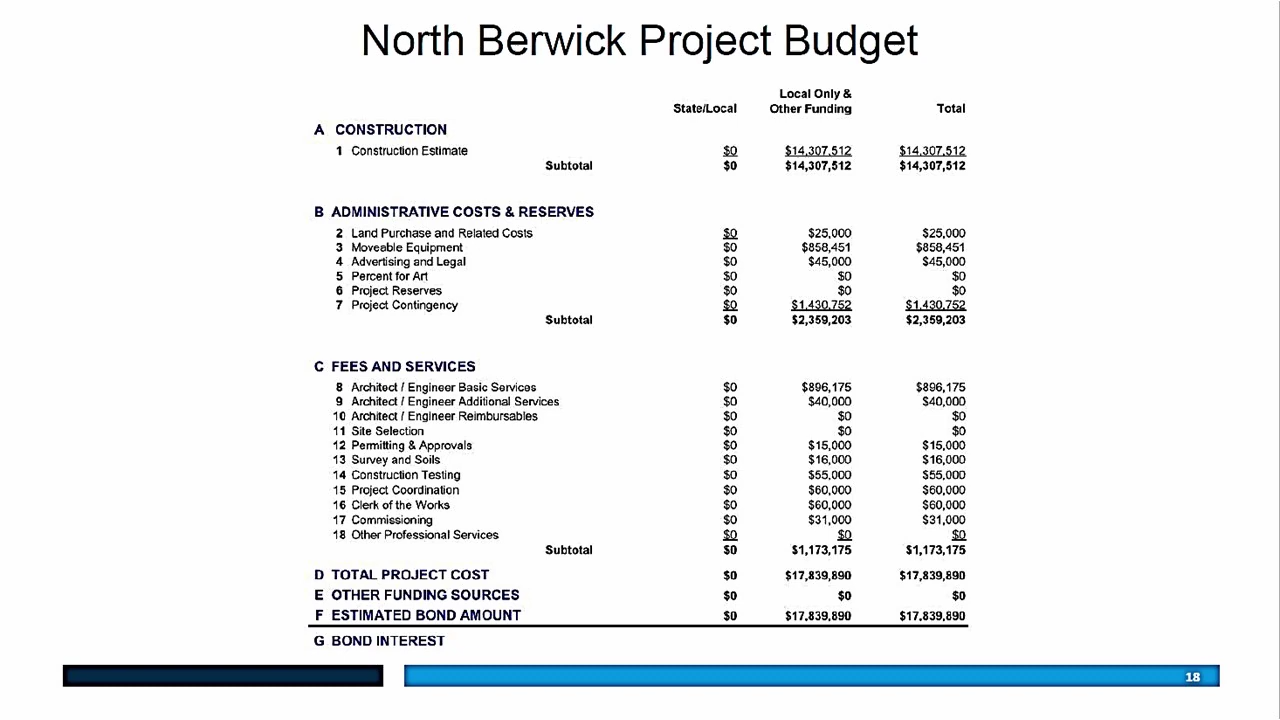 North Berwick Project Budget
Local Only &
State/Local Other Funding Total
A CONSTRUCTION
1 Construction Estimate $0 $14,307,512 $14,307,512
Subtotal $0 $14,307,512 $14,307,512
B ADMINISTRATIVE COSTS & RESERVES
2 Land Purchase and Related Costs $0 $25,000 $25,000
3 Moveable Equipment $0 $858,451 $858,451
4 Advertising and Legal $0 $45,000 $45,000
5 Percent for Art $0 $0 $0
6 Project Reserves $0 $0 $0
7 Project Contingency $0 $1,430,752 $1,430,752
Subtotal $0 $2,359,203 $2,359,203
C FEES AND SERVICES
8 Architect / Engineer Basic Services $0 $896,175 $896,175
9 Architect / Engineer Additional Services $0 $40,000 $40,000
10 Architect / Engineer Reimbursables $0 $0 $0
11 Site Selection $0 $0 $0
12 Permitting & Approvals $0 $15,000 $15,000
13 Survey and Soils $0 $16,000 $16,000
14 Construction Testing $0 $55,000 $55,000
15 Project Coordination $0 $60,000 $60,000
16 Clerk of the Works $0 $60,000 $60,000
17 Commissioning $0 $31,000 $31,000
18 Other Professional Services $0 $0 $0
Subtotal $0 $1,173,175 $1,173,175
D TOTAL PROJECT COST $0 $17,839,890 $17,839,890
E OTHER FUNDING SOURCES $0 $0 $0
F ESTIMATED BOND AMOUNT $0 $17,839,890 $17,839,890
G BOND INTEREST
18